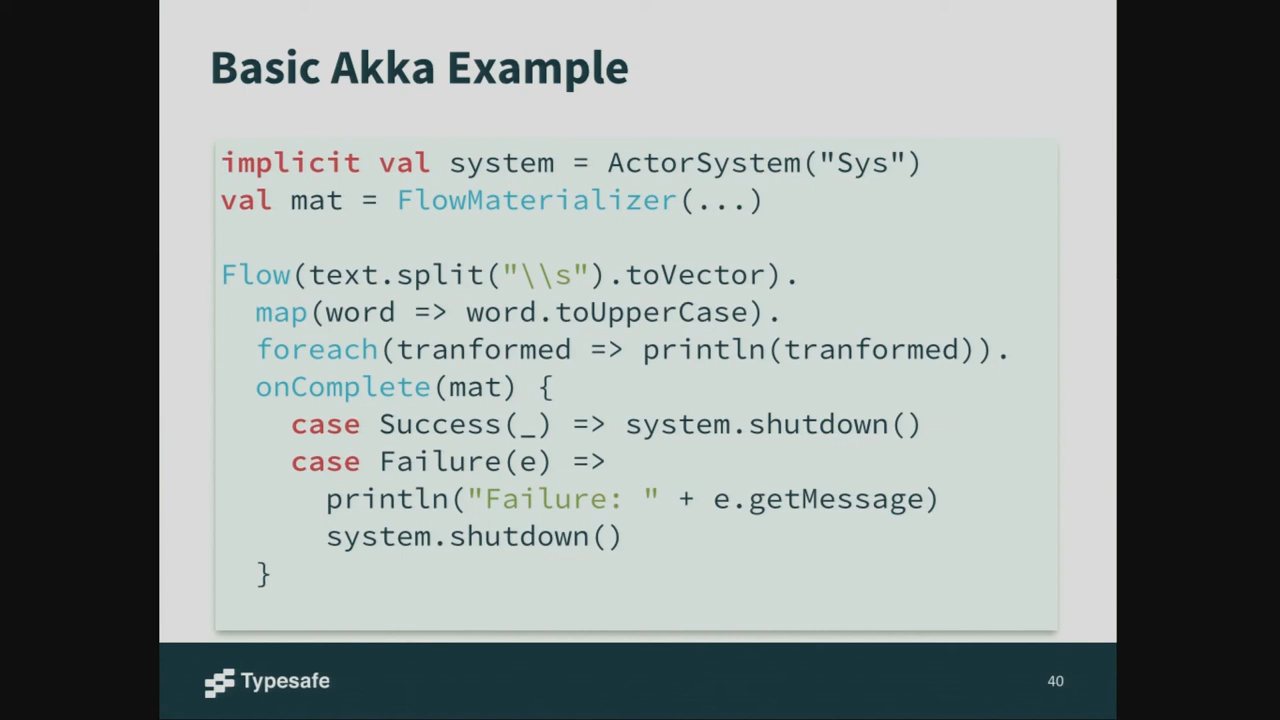 Basic Akka Example
implicit val system = ActorSystem("Sys")
val mat = FlowMaterializer(...)
Flow(text.split("\\s").toVector).
map(word => word.toUpperCase).
foreach(tranformed => println(tranformed)).
onComplete(mat) {
case Success(_) => system.shutdown()
case Failure(e) =>
println("Failure: " + e.getMessage)
system.shutdown()
}
Typesafe
40